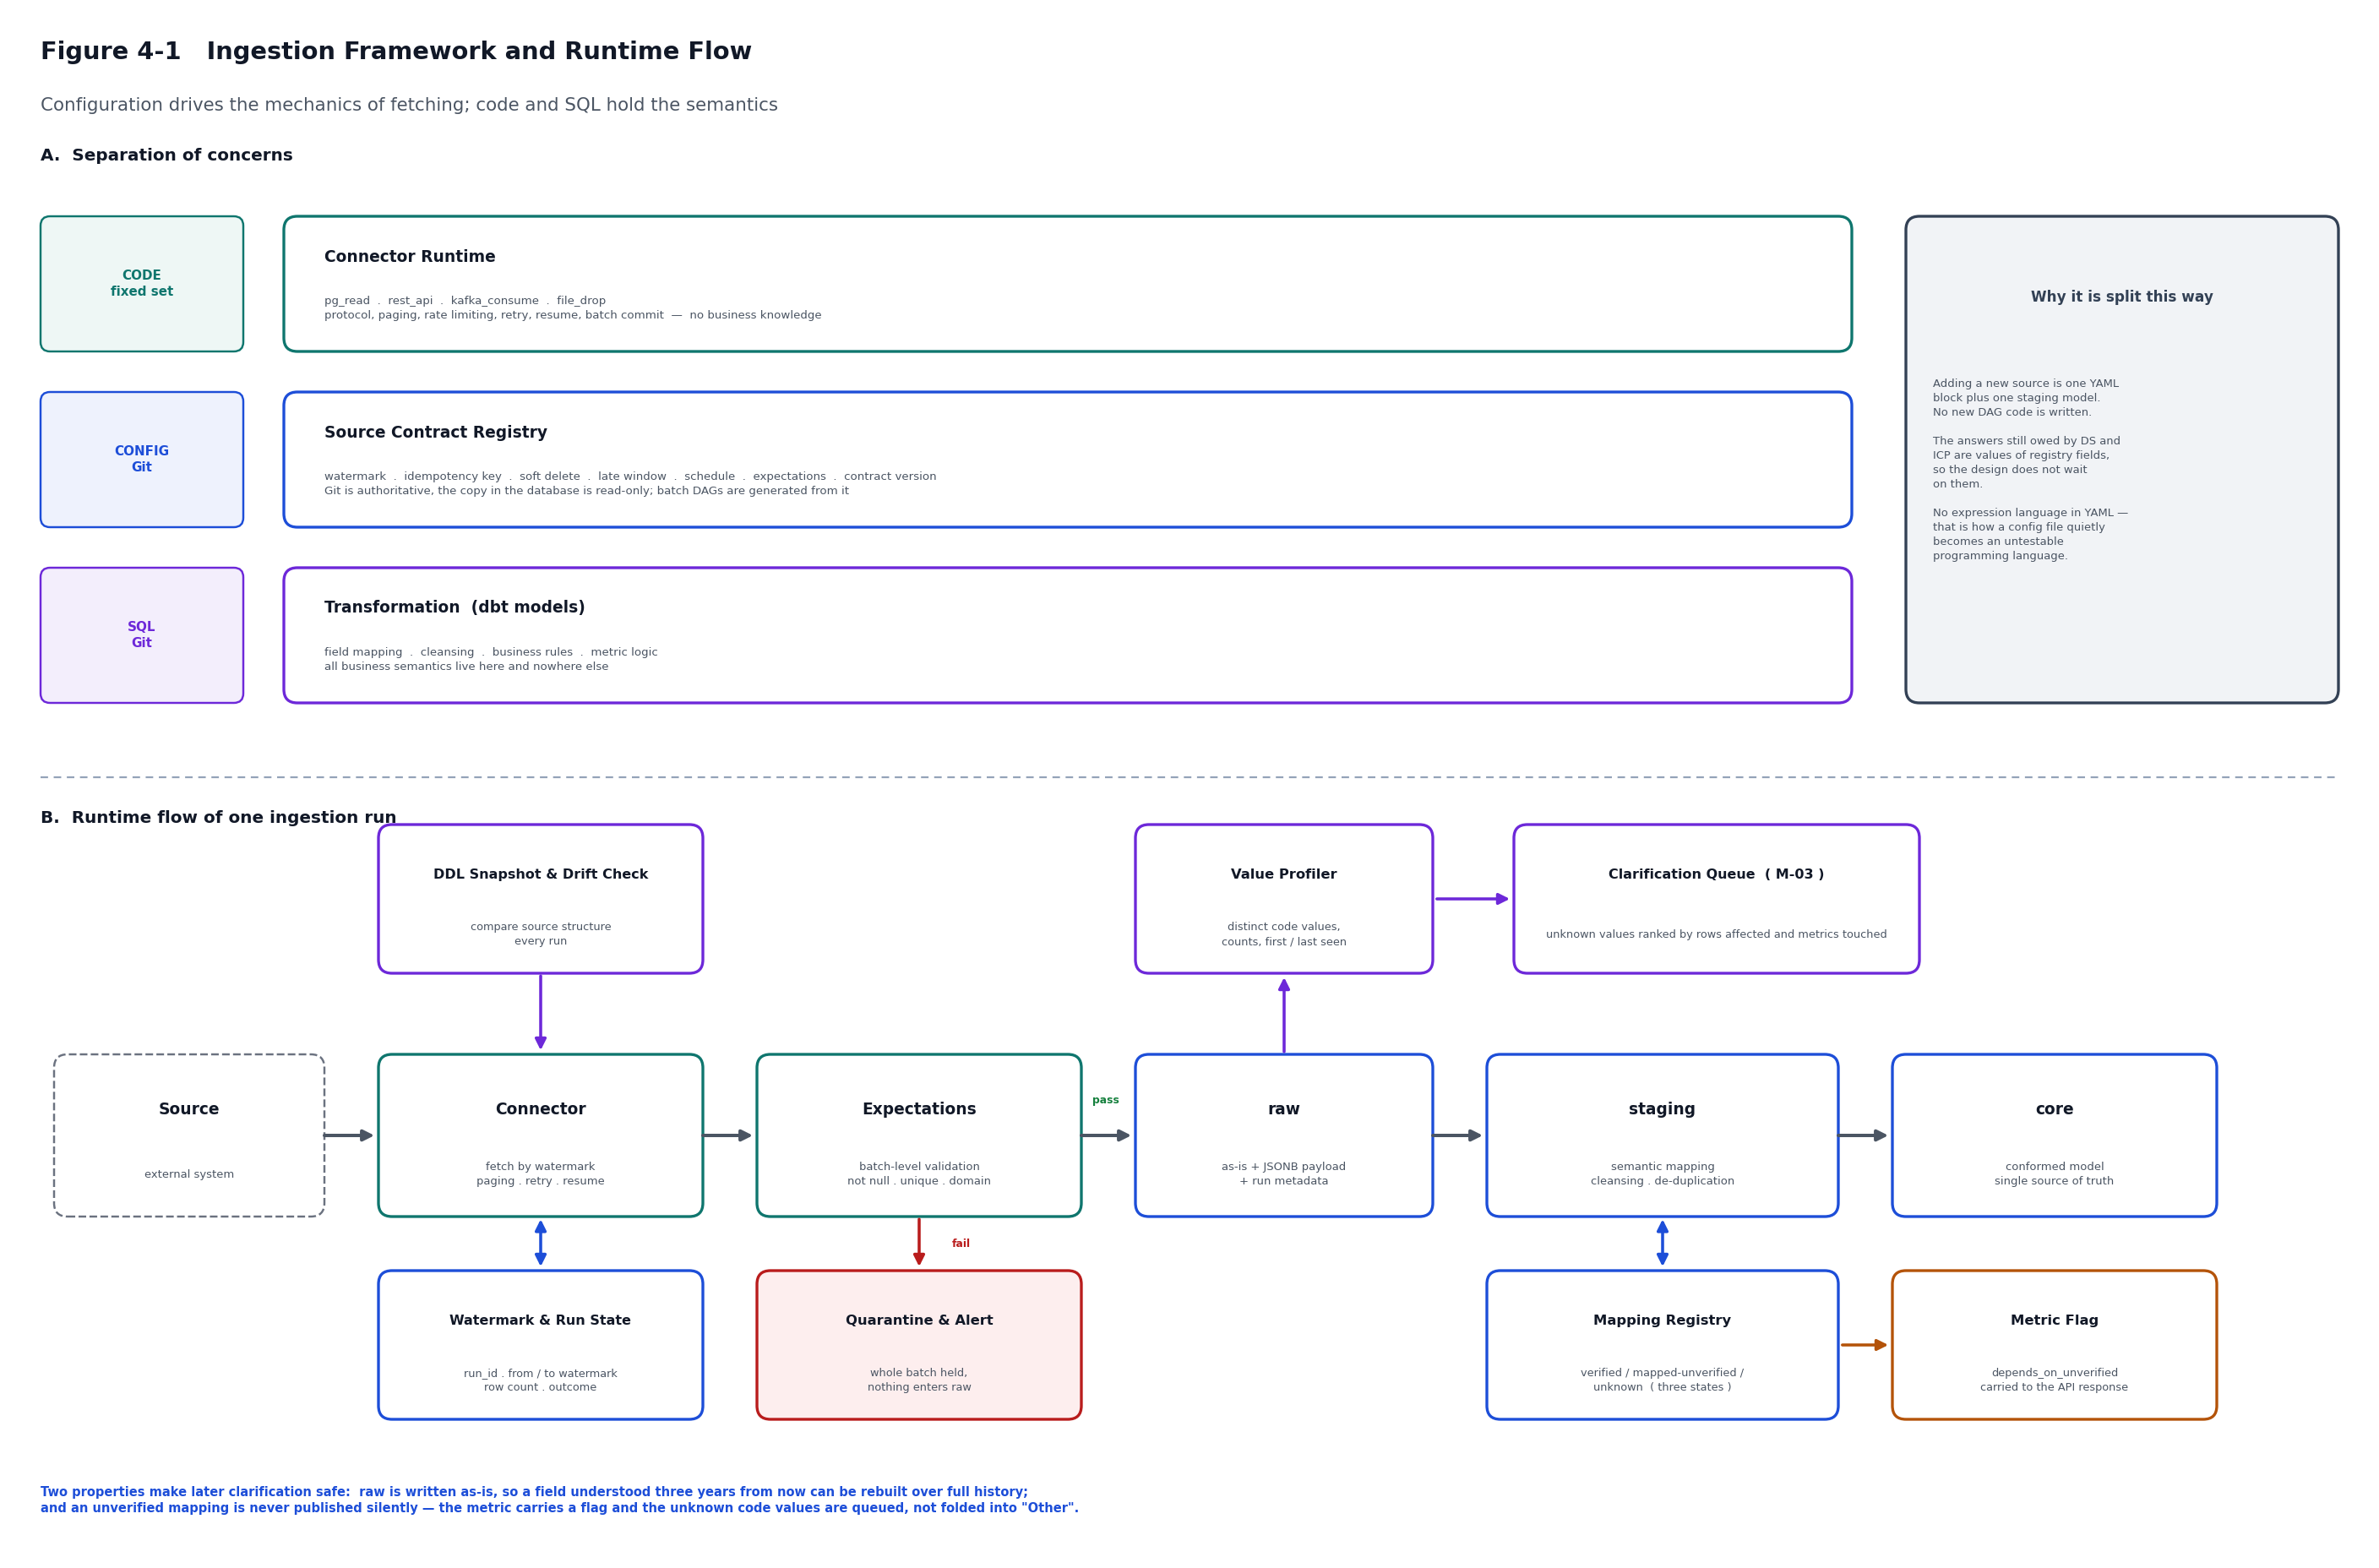 Figure 4-1   Ingestion Framework and Runtime Flow
Configuration drives the mechanics of fetching; code and SQL hold the semantics
A.  Separation of concerns
CODE
fixed set
Connector Runtime
pg_read  .  rest_api  .  kafka_consume  .  file_drop
protocol, paging, rate limiting, retry, resume, batch commit  —  no business knowledge
CONFIG
Git
Source Contract Registry
watermark  .  idempotency key  .  soft delete  .  late window  .  schedule  .  expectations  .  contract version
Git is authoritative, the copy in the database is read-only; batch DAGs are generated from it
SQL
Git
Transformation  (dbt models)
field mapping  .  cleansing  .  business rules  .  metric logic
all business semantics live here and nowhere else
Why it is split this way
Adding a new source is one YAML
block plus one staging model.
No new DAG code is written.
The answers still owed by DS and
ICP are values of registry fields,
so the design does not wait
on them.
No expression language in YAML —
that is how a config file quietly
becomes an untestable
programming language.
B.  Runtime flow of one ingestion run
DDL Snapshot & Drift Check
compare source structure
every run
Value Profiler
distinct code values,
counts, first / last seen
Clarification Queue  ( M-03 )
unknown values ranked by rows affected and metrics touched
Source
external system
Connector
fetch by watermark
paging . retry . resume
Expectations
batch-level validation
not null . unique . domain
pass
raw
as-is + JSONB payload
+ run metadata
staging
semantic mapping
cleansing . de-duplication
core
conformed model
single source of truth
fail
Watermark & Run State
run_id . from / to watermark
row count . outcome
Quarantine & Alert
whole batch held,
nothing enters raw
Mapping Registry
verified / mapped-unverified /
unknown  ( three states )
Metric Flag
depends_on_unverified
carried to the API response
Two properties make later clarification safe:  raw is written as-is, so a field understood three years from now can be rebuilt over full history;
and an unverified mapping is never published silently — the metric carries a flag and the unknown code values are queued, not folded into "Other".